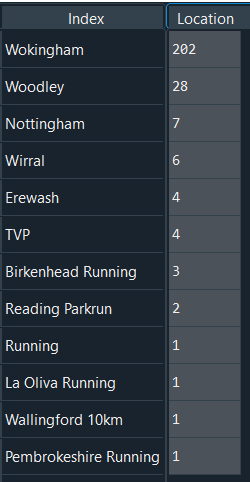 Index Location
Wokingham 202
Woodley 28
Nottingham 7
Wirral 6
Erewash 4
TVP 4
Birkenhead Running 3
Reading Parkrun 2
Running 1
La Oliva Running 1
Wallingford 10km 1
Pembrokeshire Running 1